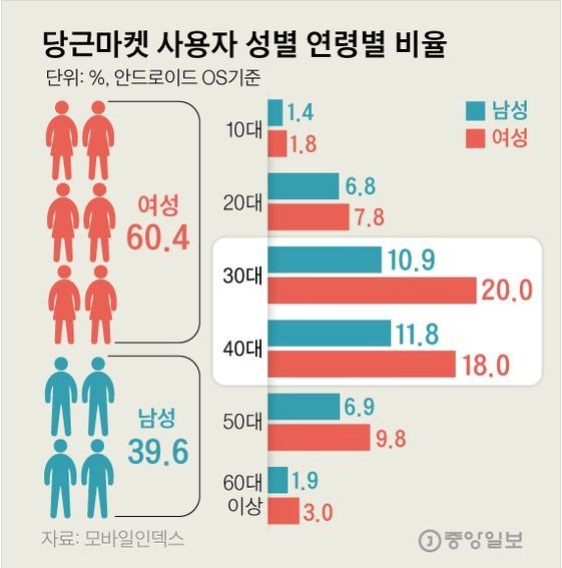 당근마켓 사용자 성별 연령별 비율
단위: %, 안드로이드 OS기준
남성
여성
여성
60.4
남성
39.6
10대
1.4
1.8
20대
6.8
7.8
30대
10.9
20.0
40대
11.8
18.0
50대
6.9
9.8
60대
이상
1.9
3.0
자료: 모바일인덱스
중앙일보